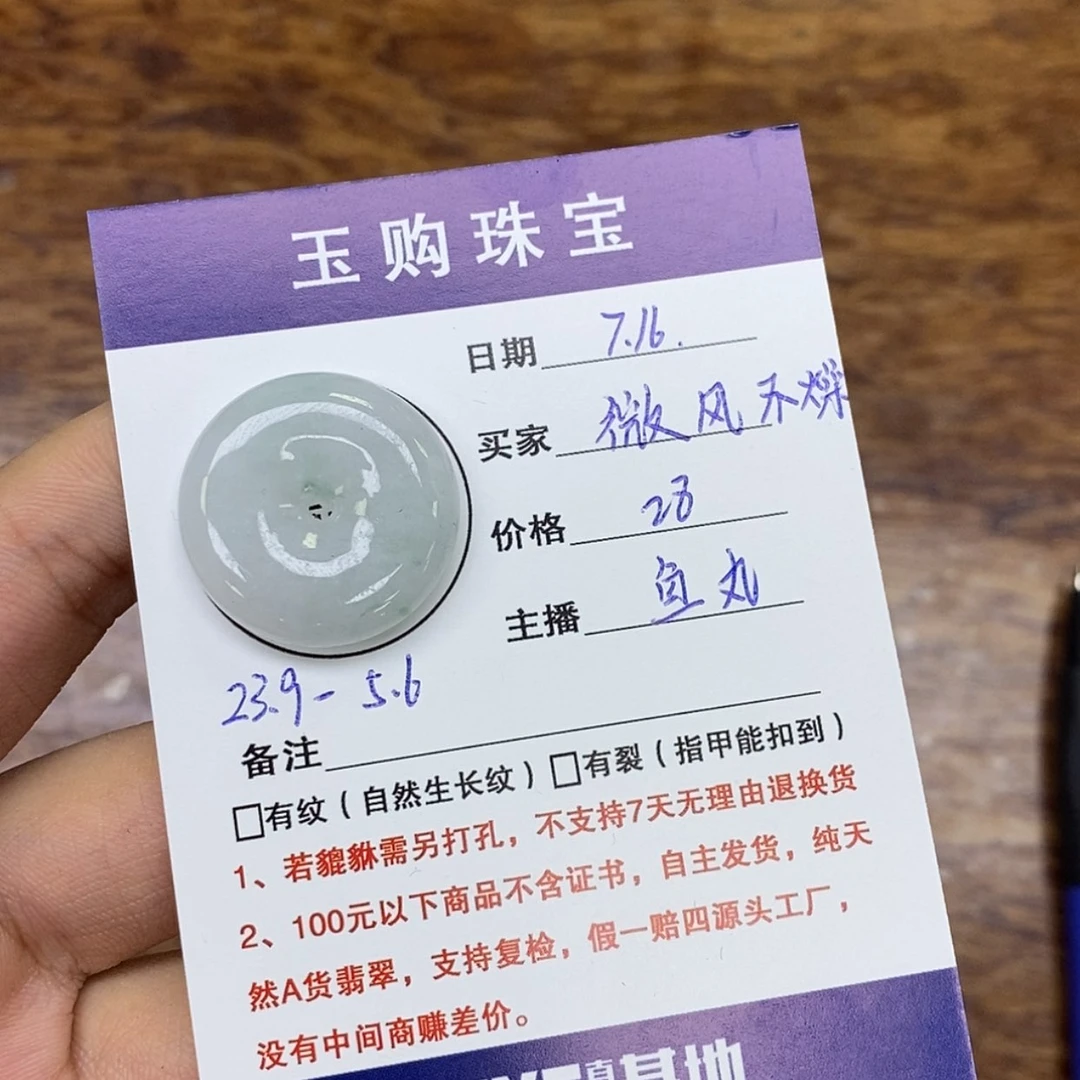 玉购珠宝
日期 7.16.
买家 微风不燥
价格 28
主播 鱼丸
23.9 - 5.6
备注
□有纹（自然生长纹）□有裂（指甲能扣到）
1、若貔貅需另打孔，不支持7天无理由退换货
2、100元以下商品不含证书，自主发货，纯天
然A货翡翠，支持复检，假一赔四源头工厂，
没有中间商赚差价。
基地